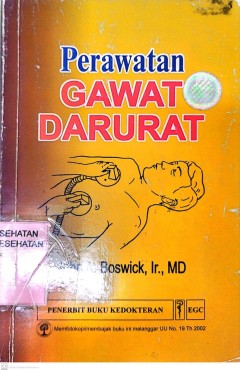 Perawatan
GAWAT
DARURAT
SEHATAN
ESEHATAN
Boswick, Ir., MD
PENERBIT BUKU KEDOKTERAN
EGC
Memfotokopi/membajak buku ini melanggar UU No. 19 Th 2002